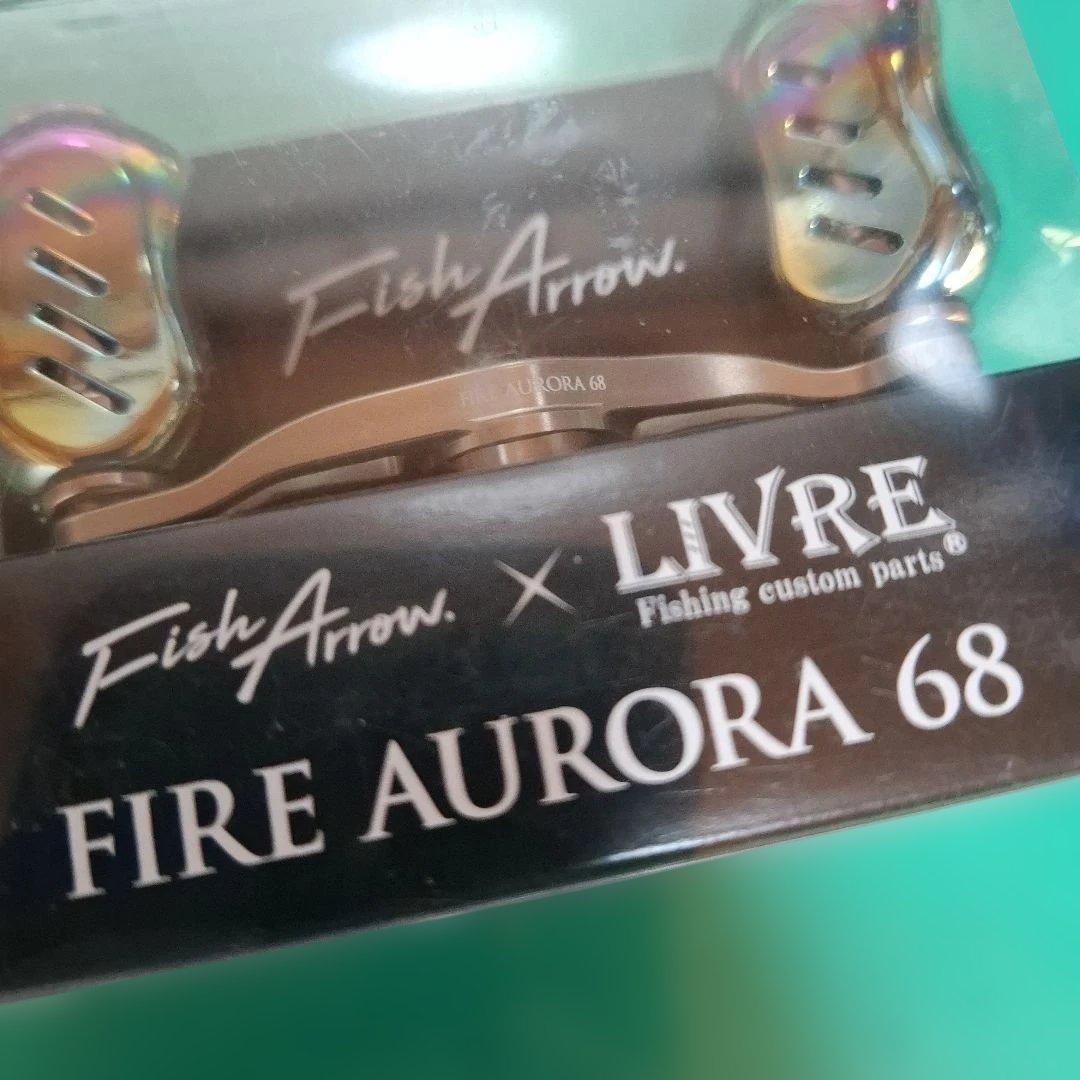 Fish Arrow.
FIRE AURORA 68
Fish Arrow. × LIVRE
Fishing custom parts®
FIRE AURORA 68